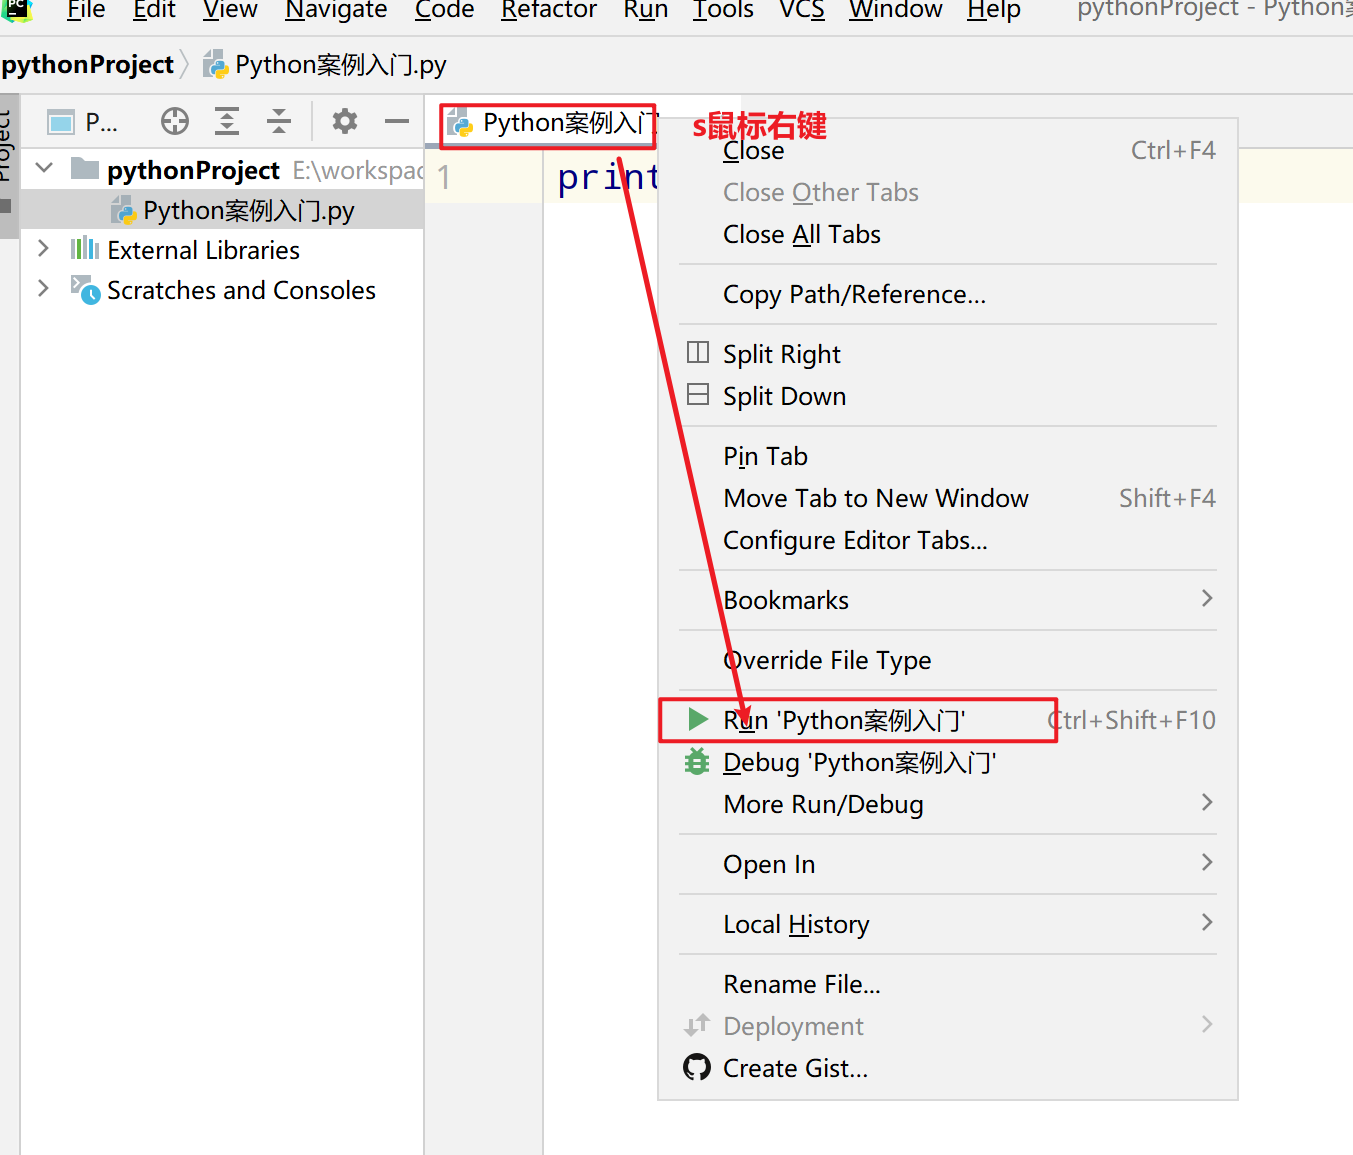 PC
File Edit View Navigate Code Refactor Run Tools VCS Window Help pythonProject - Python
pythonProject Python案例入门.py
Project
P...
Python案例入门
s鼠标右键
pythonProject E:\workspac
1
print
Python案例入门.py
External Libraries
Scratches and Consoles
Close Ctrl+F4
Close Other Tabs
Close All Tabs
Copy Path/Reference...
Split Right
Split Down
Pin Tab
Move Tab to New Window Shift+F4
Configure Editor Tabs...
Bookmarks
Override File Type
Run 'Python案例入门' Ctrl+Shift+F10
Debug 'Python案例入门'
More Run/Debug
Open In
Local History
Rename File...
Deployment
Create Gist...